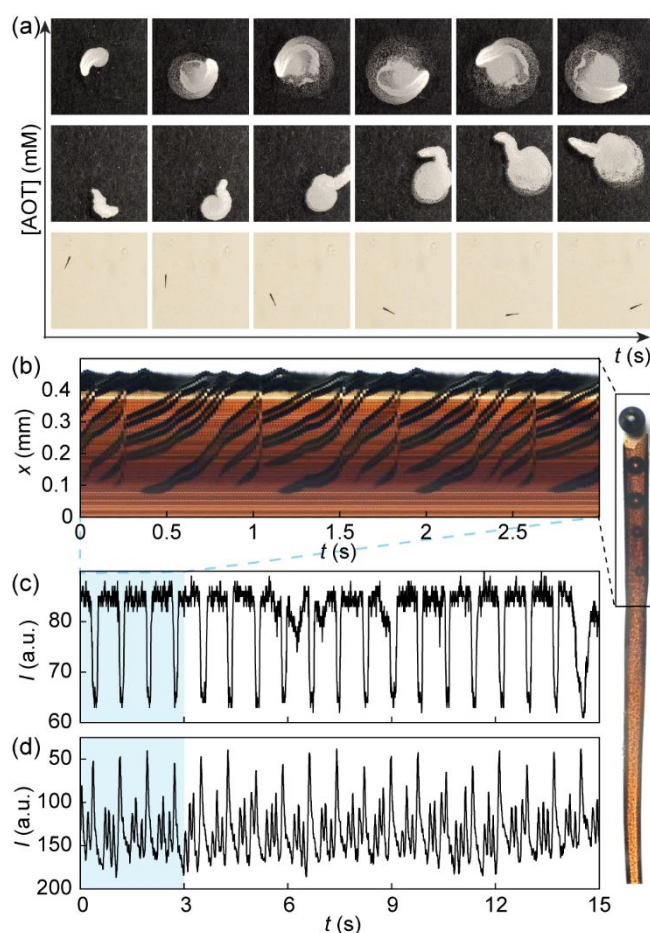 (a)
[AOT] (mM)
t (s)
(b)
x (mm)
0.4
0.3
0.2
0.1
0
0 0.5 1 1.5 2 2.5
t (s)
(c)
I (a.u.)
80
70
60
(d)
I (a.u.)
50
100
150
200
0 3 6 9 12 15
t (s)